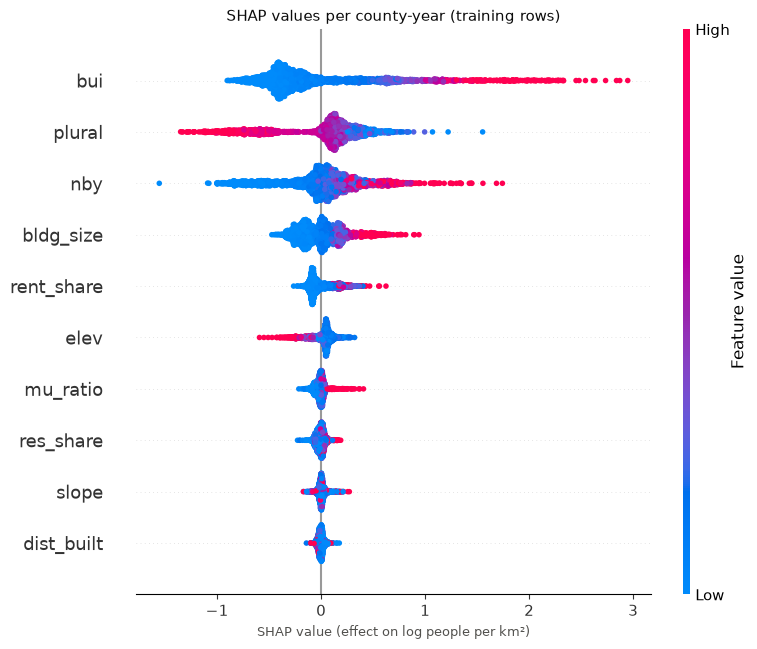 SHAP values per county-year (training rows)
High
bui
plural
nby
bldg_size
rent_share
elev
mu_ratio
res_share
slope
dist_built
Feature value
Low
−1
0
1
2
3
SHAP value (effect on log people per km²)